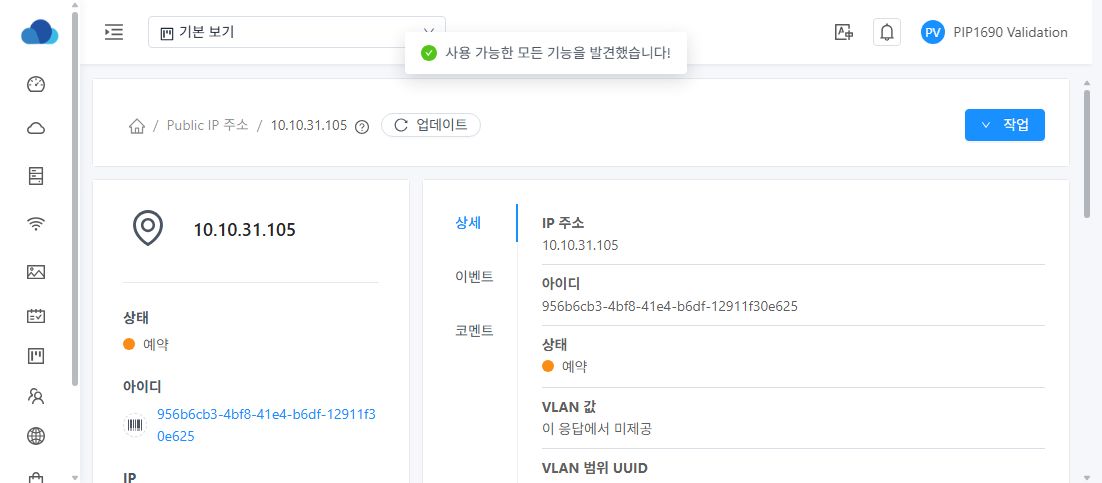 기본 보기
사용 가능한 모든 기능을 발견했습니다!
PV PIP1690 Validation
/ Public IP 주소 / 10.10.31.105 업데이트
작업
10.10.31.105
상태
예약
아이디
956b6cb3-4bf8-41e4-b6df-12911f3
0e625
IP
상세
이벤트
코멘트
IP 주소
10.10.31.105
아이디
956b6cb3-4bf8-41e4-b6df-12911f30e625
상태
예약
VLAN 값
이 응답에서 미제공
VLAN 범위 UUID